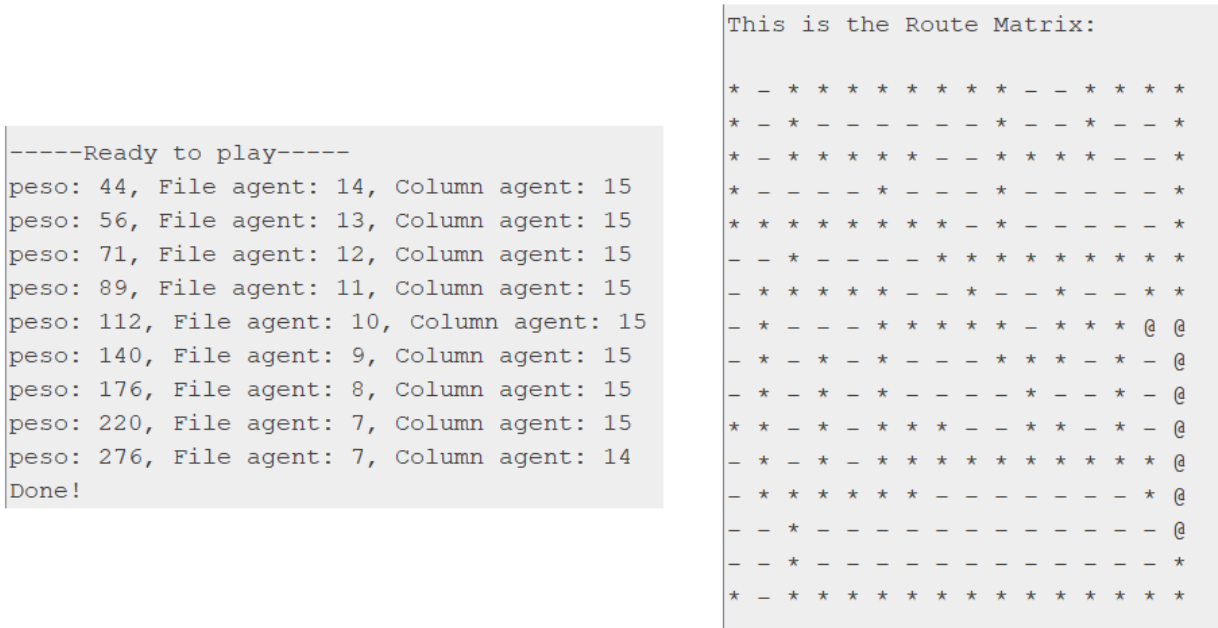 -----Ready to play-----
peso: 44, File agent: 14, Column agent: 15
peso: 56, File agent: 13, Column agent: 15
peso: 71, File agent: 12, Column agent: 15
peso: 89, File agent: 11, Column agent: 15
peso: 112, File agent: 10, Column agent: 15
peso: 140, File agent: 9, Column agent: 15
peso: 176, File agent: 8, Column agent: 15
peso: 220, File agent: 7, Column agent: 15
peso: 276, File agent: 7, Column agent: 14
Done!
This is the Route Matrix:
* - * * * * * * * * - - * * * *
* - * - - - - - - * - - * - - *
* - * * * * * - - * * * * - - *
* - - - - * - - - * - - - - - *
* * * * * * * * - * - - - - - *
- - * - - - - * * * * * * * * *
- * * * * * - - * - - * - - * *
- * - - - * * * * * - * * * @ @
- * - * - * - - - * * * - * - @
- * - * - * - - - - * - - * - @
* * - * - * * * - - * * - * - @
- * - * - * * * * * * * * * * @
- * * * * * * - - - - - - - * @
- - * - - - - - - - - - - - - @
- - * - - - - - - - - - - - - *
* - * * * * * * * * * * * * * *